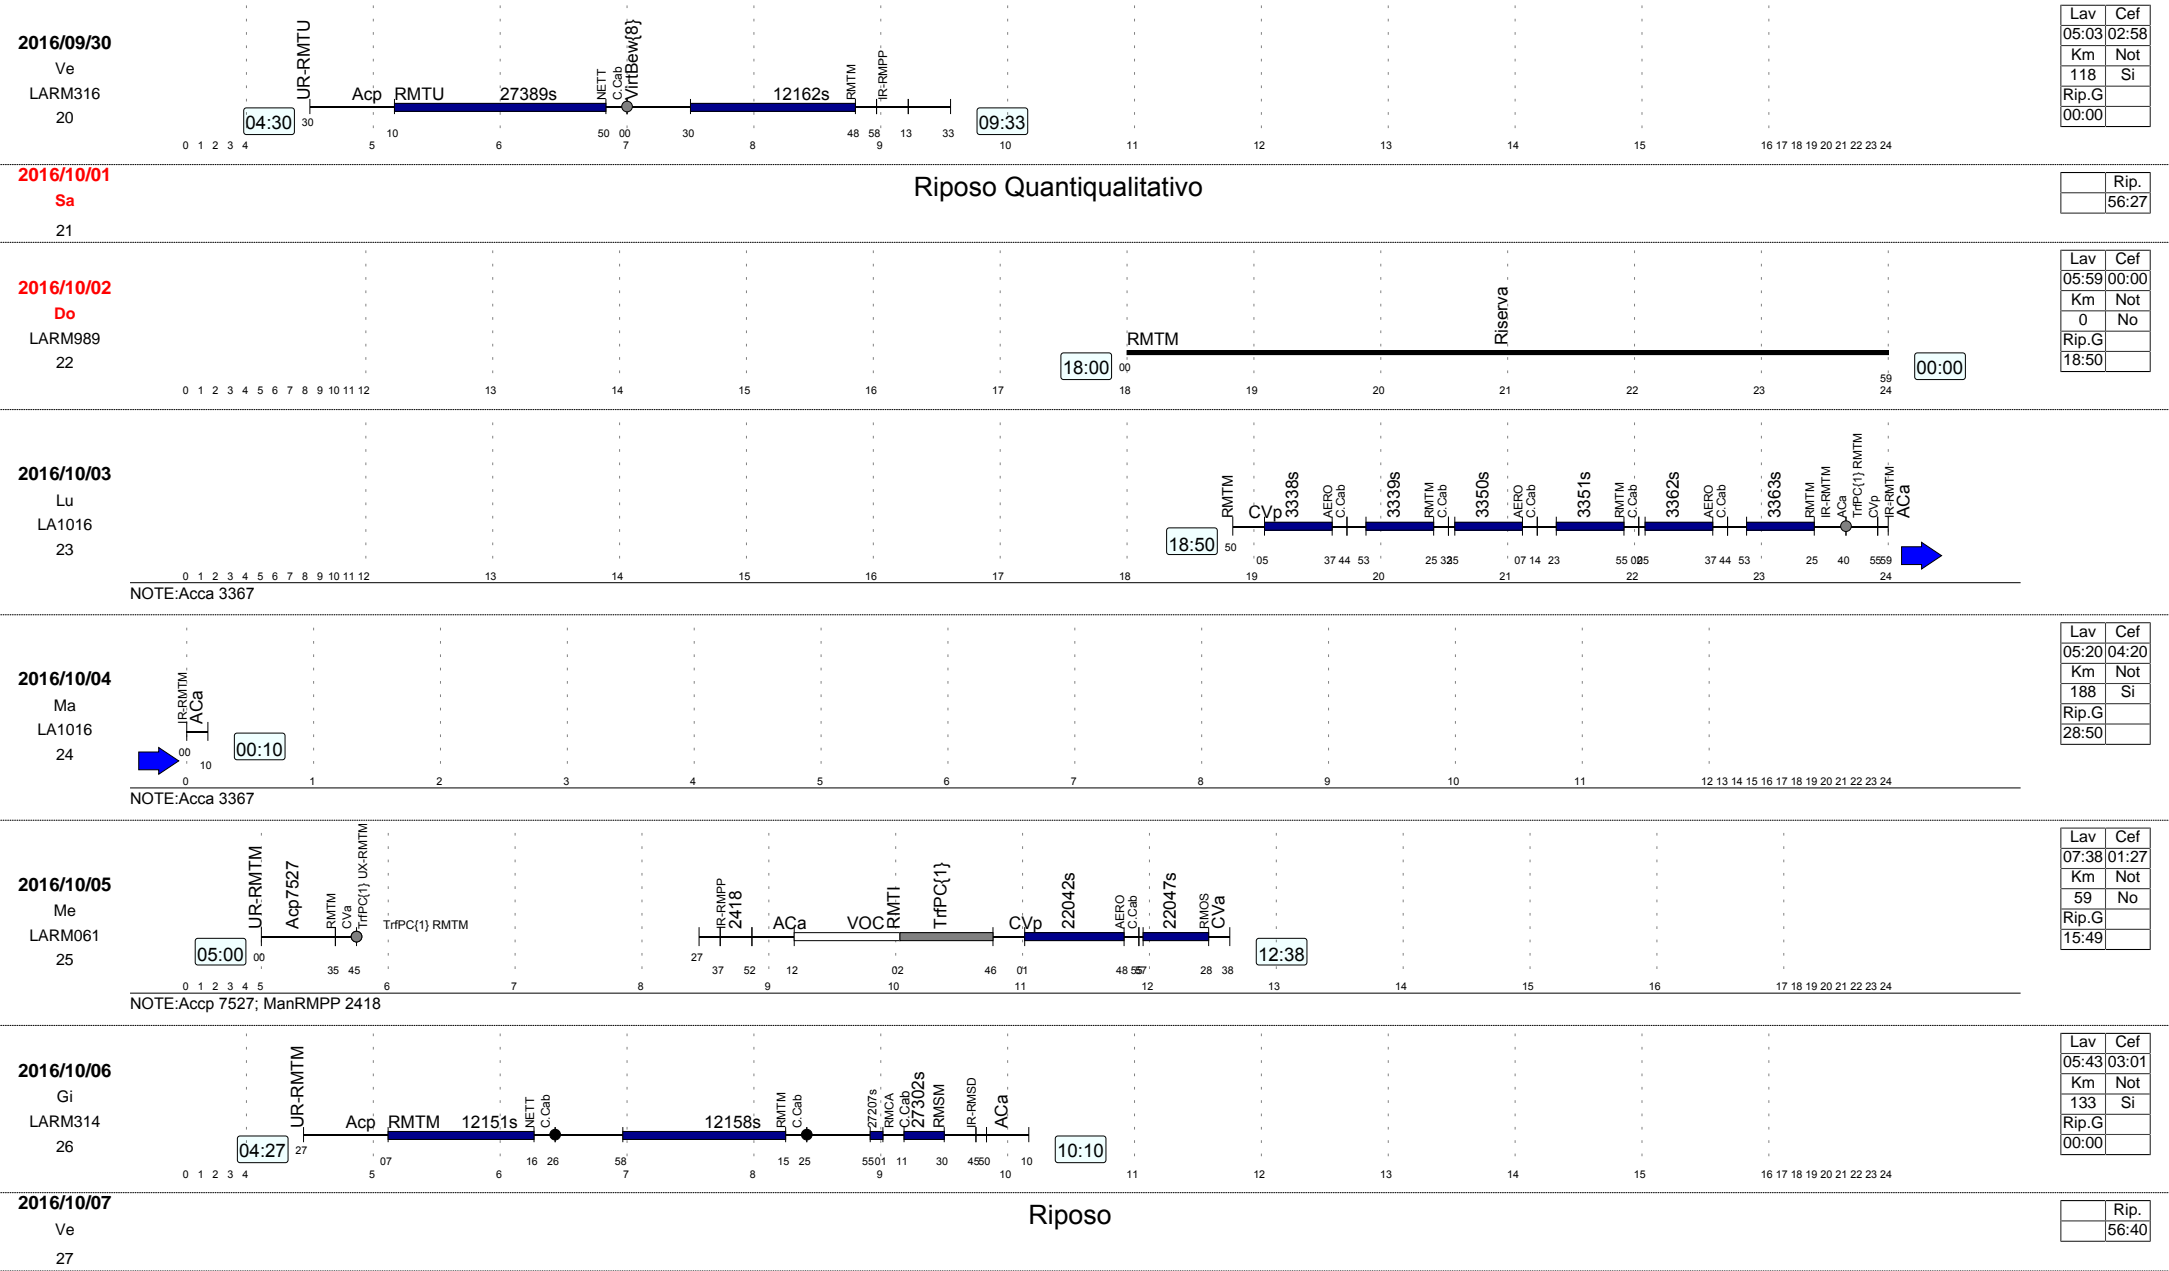 2016/09/30
Ve
LARM316
20
04:30
UR-RMTU
Acp
RMTU
27389s
NETT
C.Cab
VirtBew{8}
12162s
RMTM
IR-RMPP
09:33
30 10 50 00 30 48 58 13 33
0 1 2 3 4 5 6 7 8 9 10 11 12 13 14 15 16 17 18 19 20 21 22 23 24
Lav Cef
05:03 02:58
Km Not
118 Si
Rip.G
00:00
2016/10/01
Sa
21
Riposo Quantiqualitativo
Rip.
56:27
2016/10/02
Do
LARM989
22
18:00
RMTM
Riserva
00:00
00 59
0 1 2 3 4 5 6 7 8 9 10 11 12 13 14 15 16 17 18 19 20 21 22 23 24
Lav Cef
05:59 00:00
Km Not
0 No
Rip.G
18:50
2016/10/03
Lu
LA1016
23
18:50
RMTM
CVp
3338s
AERO
C.Cab
3339s
RMTM
C.Cab
3350s
AERO
C.Cab
3351s
RMTM
C.Cab
3362s
AERO
C.Cab
3363s
RMTM
IR-RMTM
ACa
TrfPC{1} RMTM
CVp
IR-RMTM
ACa
50 05 37 44 53 25 32 35 07 14 23 55 02 05 37 44 53 25 40 55 59
0 1 2 3 4 5 6 7 8 9 10 11 12 13 14 15 16 17 18 19 20 21 22 23 24
NOTE:Acca 3367
2016/10/04
Ma
LA1016
24
IR-RMTM
ACa
00:10
00 10
0 1 2 3 4 5 6 7 8 9 10 11 12 13 14 15 16 17 18 19 20 21 22 23 24
NOTE:Acca 3367
Lav Cef
05:20 04:20
Km Not
188 Si
Rip.G
28:50
2016/10/05
Me
LARM061
25
05:00
UR-RMTM
Acp7527
RMTM
CVa
TrfPC{1} UX-RMTM
TrfPC{1} RMTM
IR-RMPP
2418
ACa
VOC
RMTI
TrfPC{1}
CVp
22042s
AERO
C.Cab
22047s
RMOS
CVa
12:38
00 35 45 27 37 52 12 02 46 01 48 55 57 28 38
0 1 2 3 4 5 6 7 8 9 10 11 12 13 14 15 16 17 18 19 20 21 22 23 24
NOTE:Accp 7527; ManRMPP 2418
Lav Cef
07:38 01:27
Km Not
59 No
Rip.G
15:49
2016/10/06
Gi
LARM314
26
04:27
UR-RMTM
Acp
RMTM
12151s
NETT
C.Cab
12158s
RMTM
C.Cab
27207s
RMCA
C.Cab
27302s
RMSM
IR-RMSD
ACa
10:10
27 07 16 26 58 15 25 55 01 11 30 45 50 10
0 1 2 3 4 5 6 7 8 9 10 11 12 13 14 15 16 17 18 19 20 21 22 23 24
Lav Cef
05:43 03:01
Km Not
133 Si
Rip.G
00:00
2016/10/07
Ve
27
Riposo
Rip.
56:40